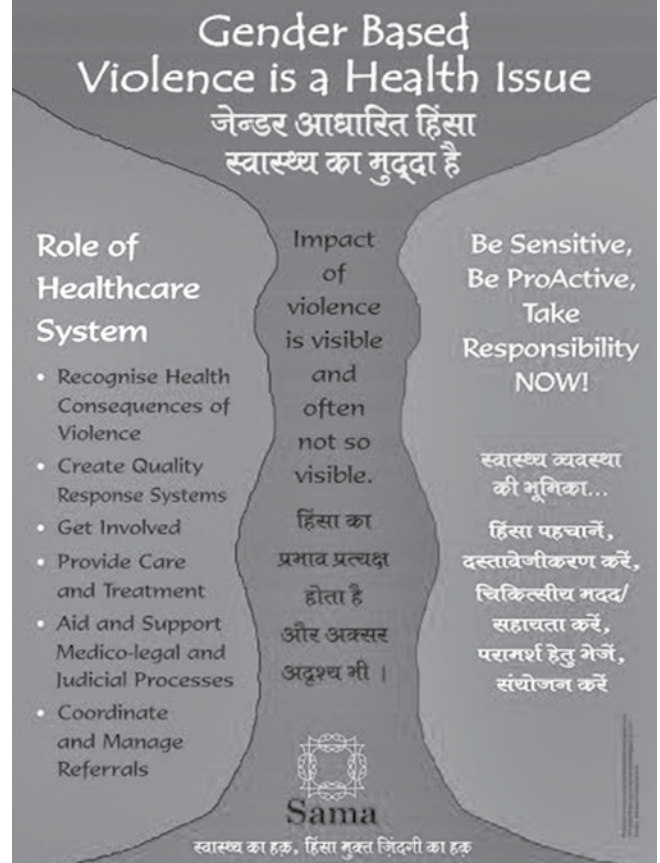 Gender Based
Violence is a Health Issue
जेन्डर आधारित हिंसा
स्वास्थ्य का मुद्दा है
Role of
Healthcare
System
• Recognise Health
Consequences of
Violence
• Create Quality
Response Systems
• Get Involved
• Provide Care
and Treatment
• Aid and Support
Medico-legal and
Judicial Processes
• Coordinate
and Manage
Referrals
Impact
of
violence
is visible
and
often
not so
visible.
हिंसा का
प्रभाव प्रत्यक्ष
होता है
और अक्सर
अदृश्य भी ।
Be Sensitive,
Be ProActive,
Take
Responsibility
NOW!
स्वास्थ्य व्यवस्था
की भूमिका...
हिंसा पहचानें,
दस्तावेजीकरण करें,
चिकित्सीय मदद/
सहायता करें,
परामर्श हेतु भेजें,
संयोजन करें
Sama
स्वास्थ्य का हक़, हिंसा मुक्त ज़िंदगी का हक़